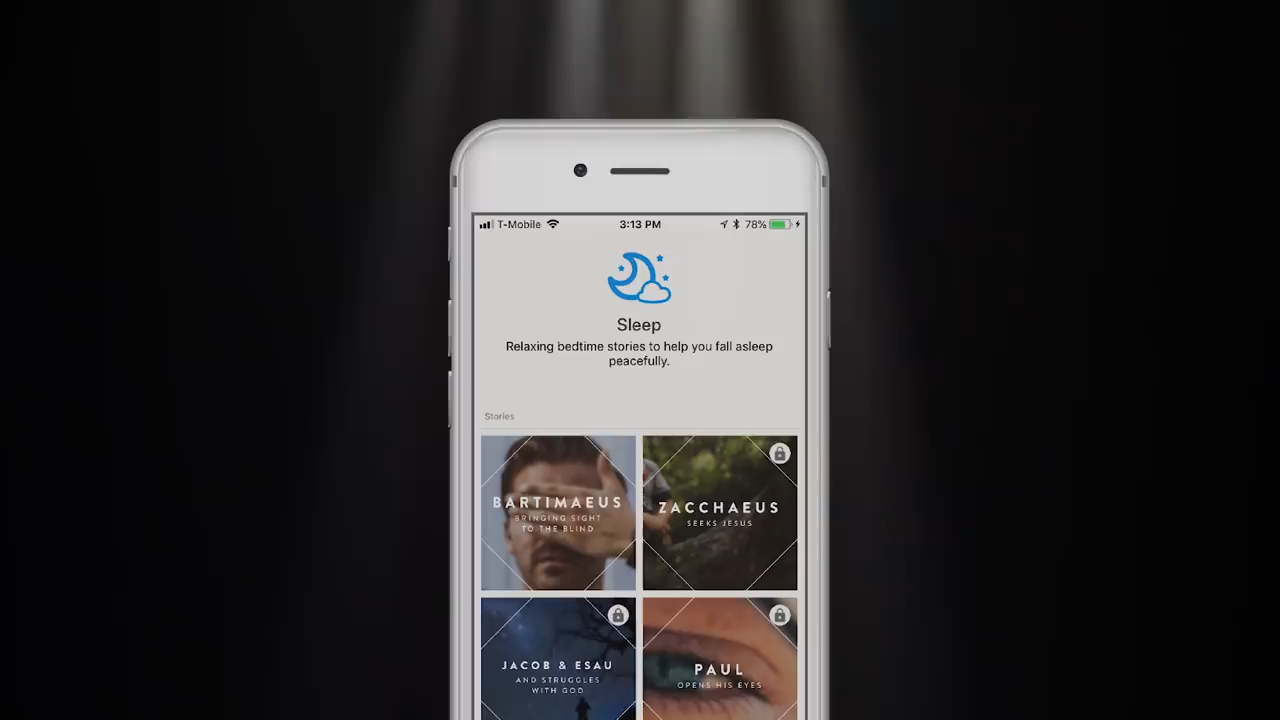 T-Mobile 3:13 PM 78%
Sleep
Relaxing bedtime stories to help you fall asleep
peacefully.
Stories
BARTIMAEUS
BRINGING SIGHT
TO THE BLIND
ZACCHAEUS
SEEKS JESUS
JACOB & ESAU
AND STRUGGLES
WITH GOD
PAUL
OPENS HIS EYES